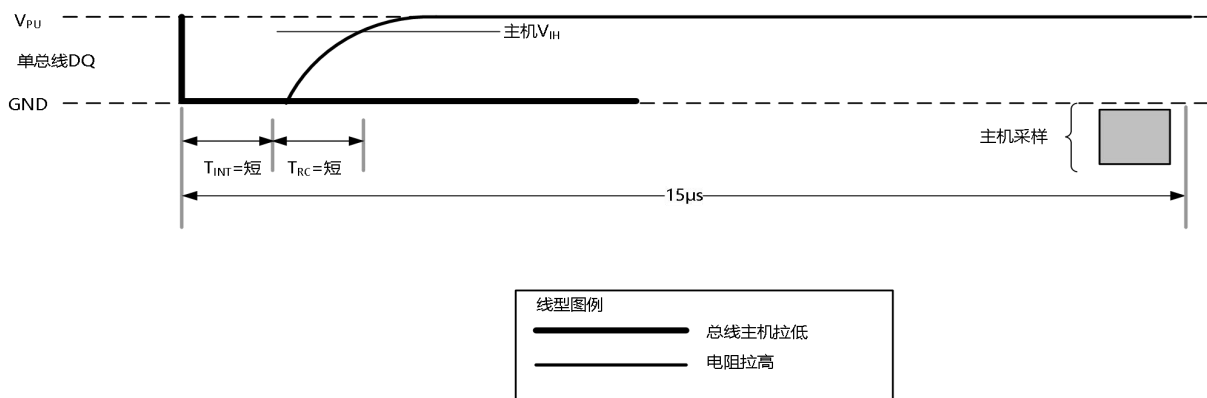 V_PU
主机V_IH
单总线DQ
GND
主机采样
T_INT=短
T_RC=短
15μs
线型图例
总线主机拉低
电阻拉高